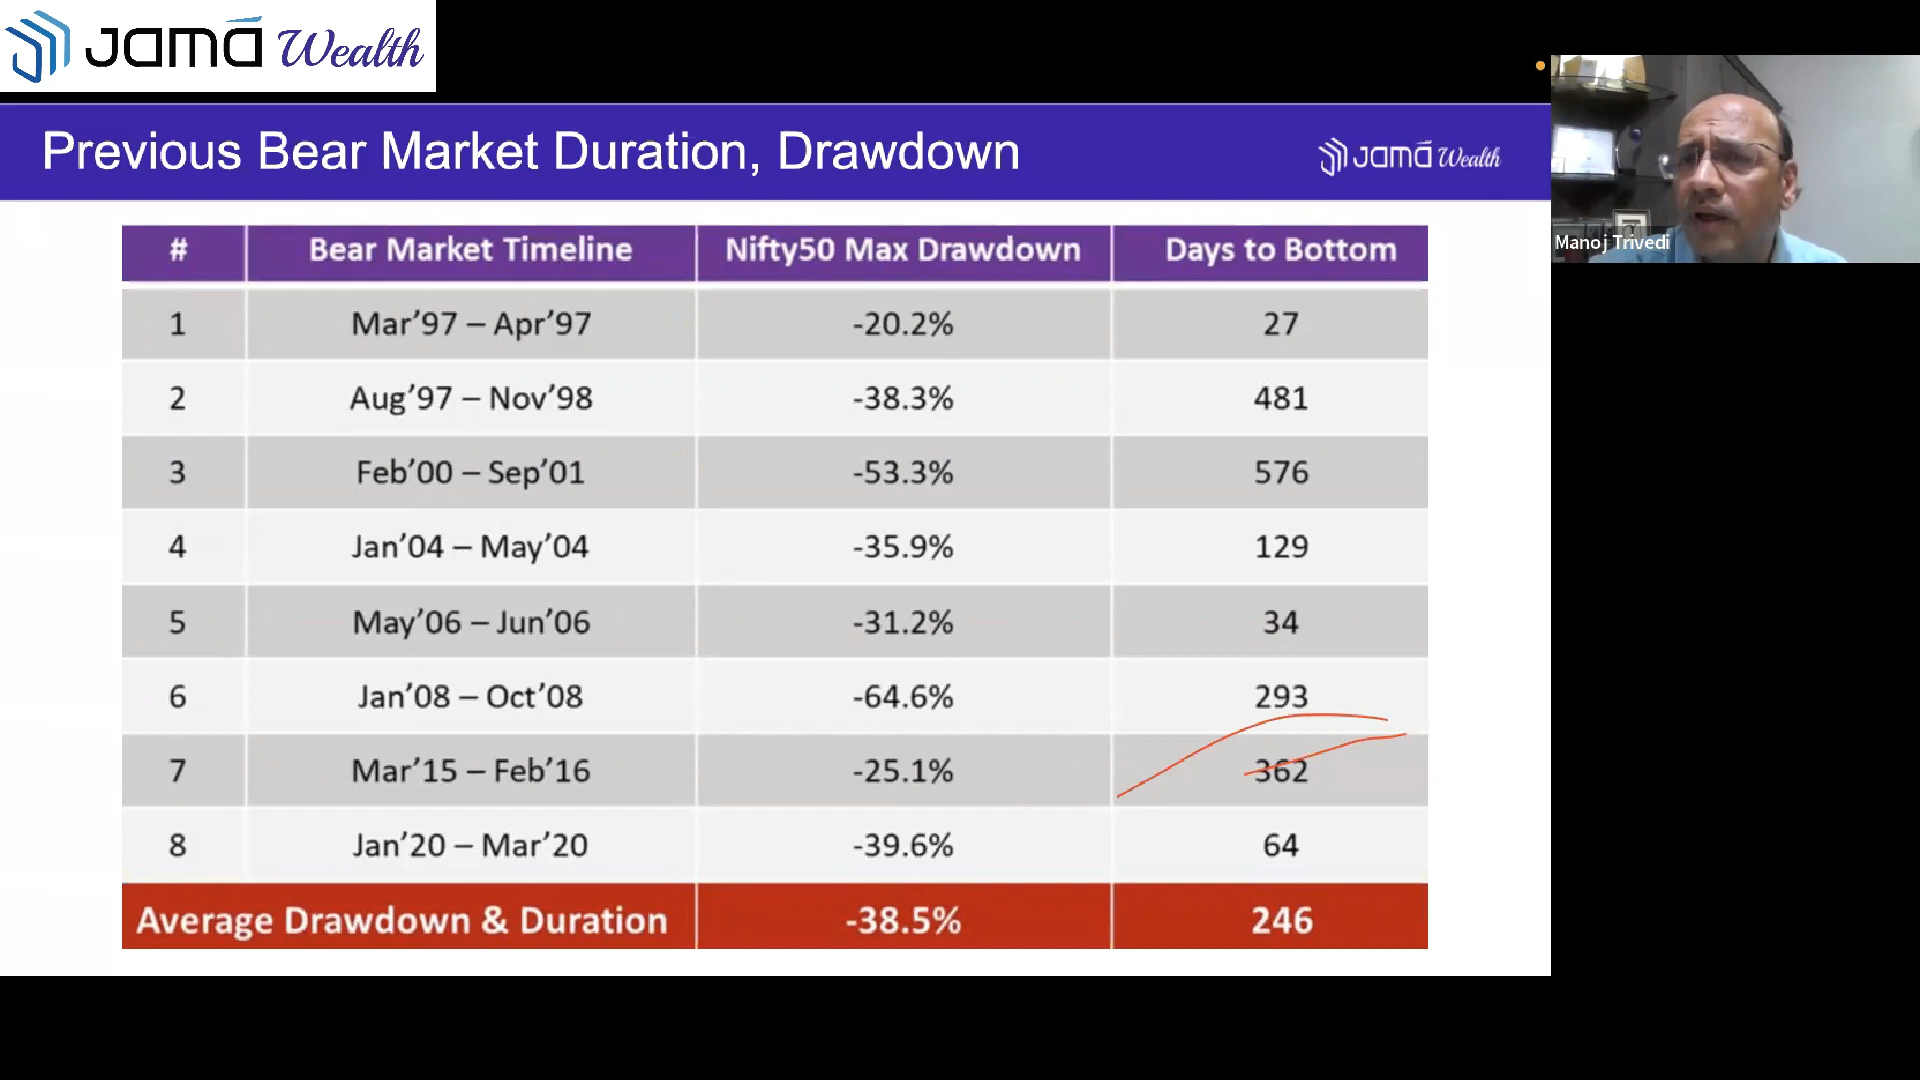 Jamā Wealth
Previous Bear Market Duration, Drawdown
Jamā Wealth
Manoj Trivedi
# Bear Market Timeline Nifty50 Max Drawdown Days to Bottom
1 Mar’97 – Apr’97 -20.2% 27
2 Aug’97 – Nov’98 -38.3% 481
3 Feb’00 – Sep’01 -53.3% 576
4 Jan’04 – May’04 -35.9% 129
5 May’06 – Jun’06 -31.2% 34
6 Jan’08 – Oct’08 -64.6% 293
7 Mar’15 – Feb’16 -25.1% 362
8 Jan’20 – Mar’20 -39.6% 64
Average Drawdown & Duration -38.5% 246